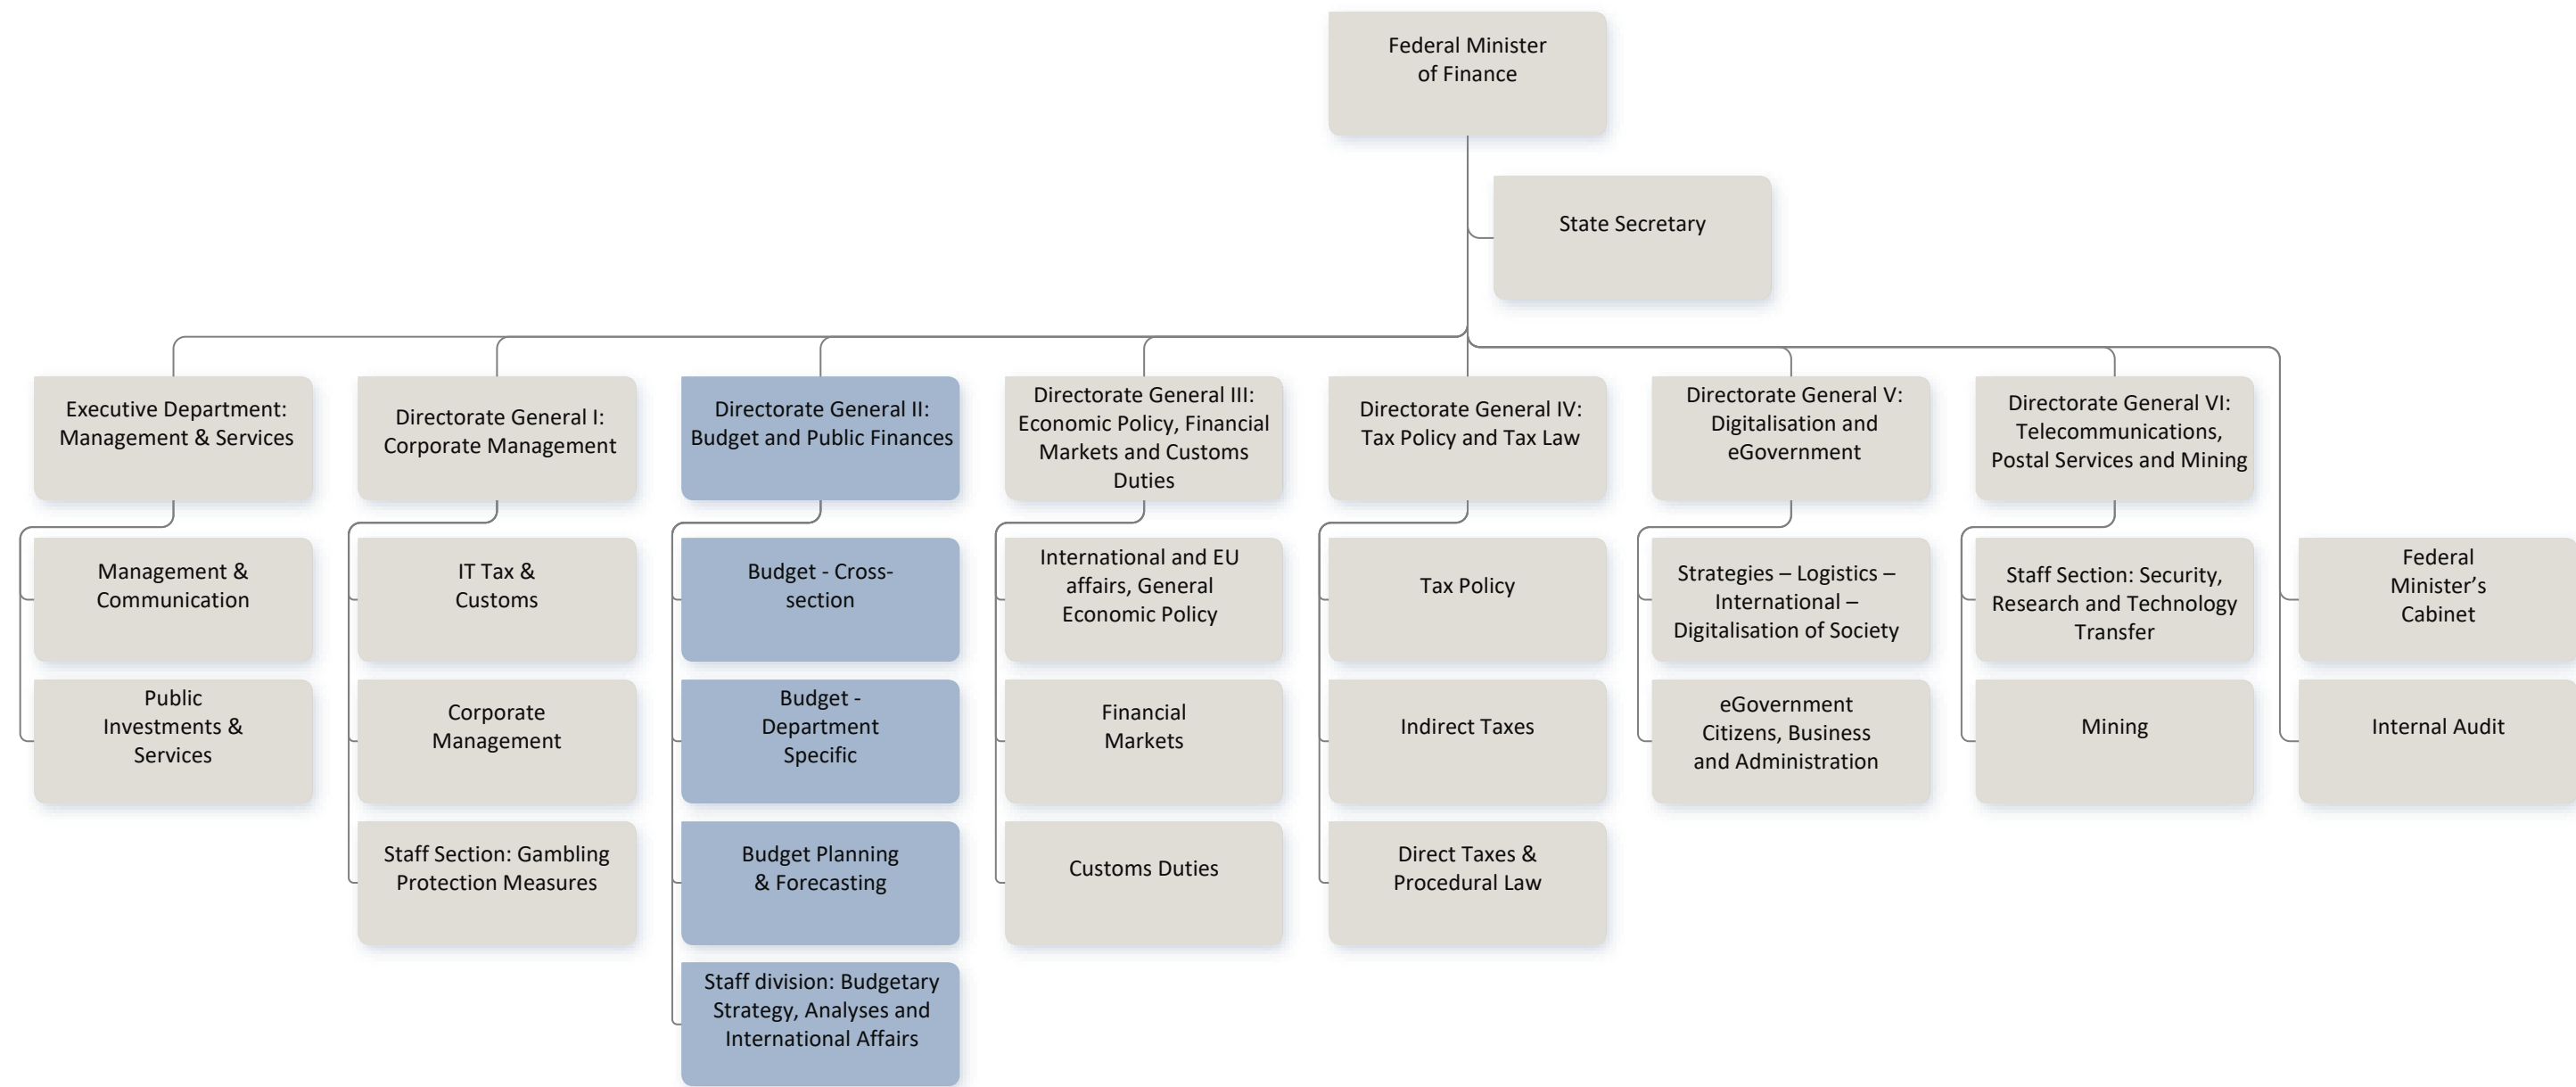 Federal Minister
of Finance
State Secretary
Executive Department:
Management & Services
Directorate General I:
Corporate Management
Directorate General II:
Budget and Public Finances
Directorate General III:
Economic Policy, Financial
Markets and Customs
Duties
Directorate General IV:
Tax Policy and Tax Law
Directorate General V:
Digitalisation and
eGovernment
Directorate General VI:
Telecommunications,
Postal Services and Mining
Management &
Communication
IT Tax &
Customs
Budget - Cross-
section
International and EU
affairs, General
Economic Policy
Tax Policy
Strategies – Logistics –
International –
Digitalisation of Society
Staff Section: Security,
Research and Technology
Transfer
Federal
Minister’s
Cabinet
Public
Investments &
Services
Corporate
Management
Budget -
Department
Specific
Financial
Markets
Indirect Taxes
eGovernment
Citizens, Business
and Administration
Mining
Internal Audit
Staff Section: Gambling
Protection Measures
Budget Planning
& Forecasting
Customs Duties
Direct Taxes &
Procedural Law
Staff division: Budgetary
Strategy, Analyses and
International Affairs